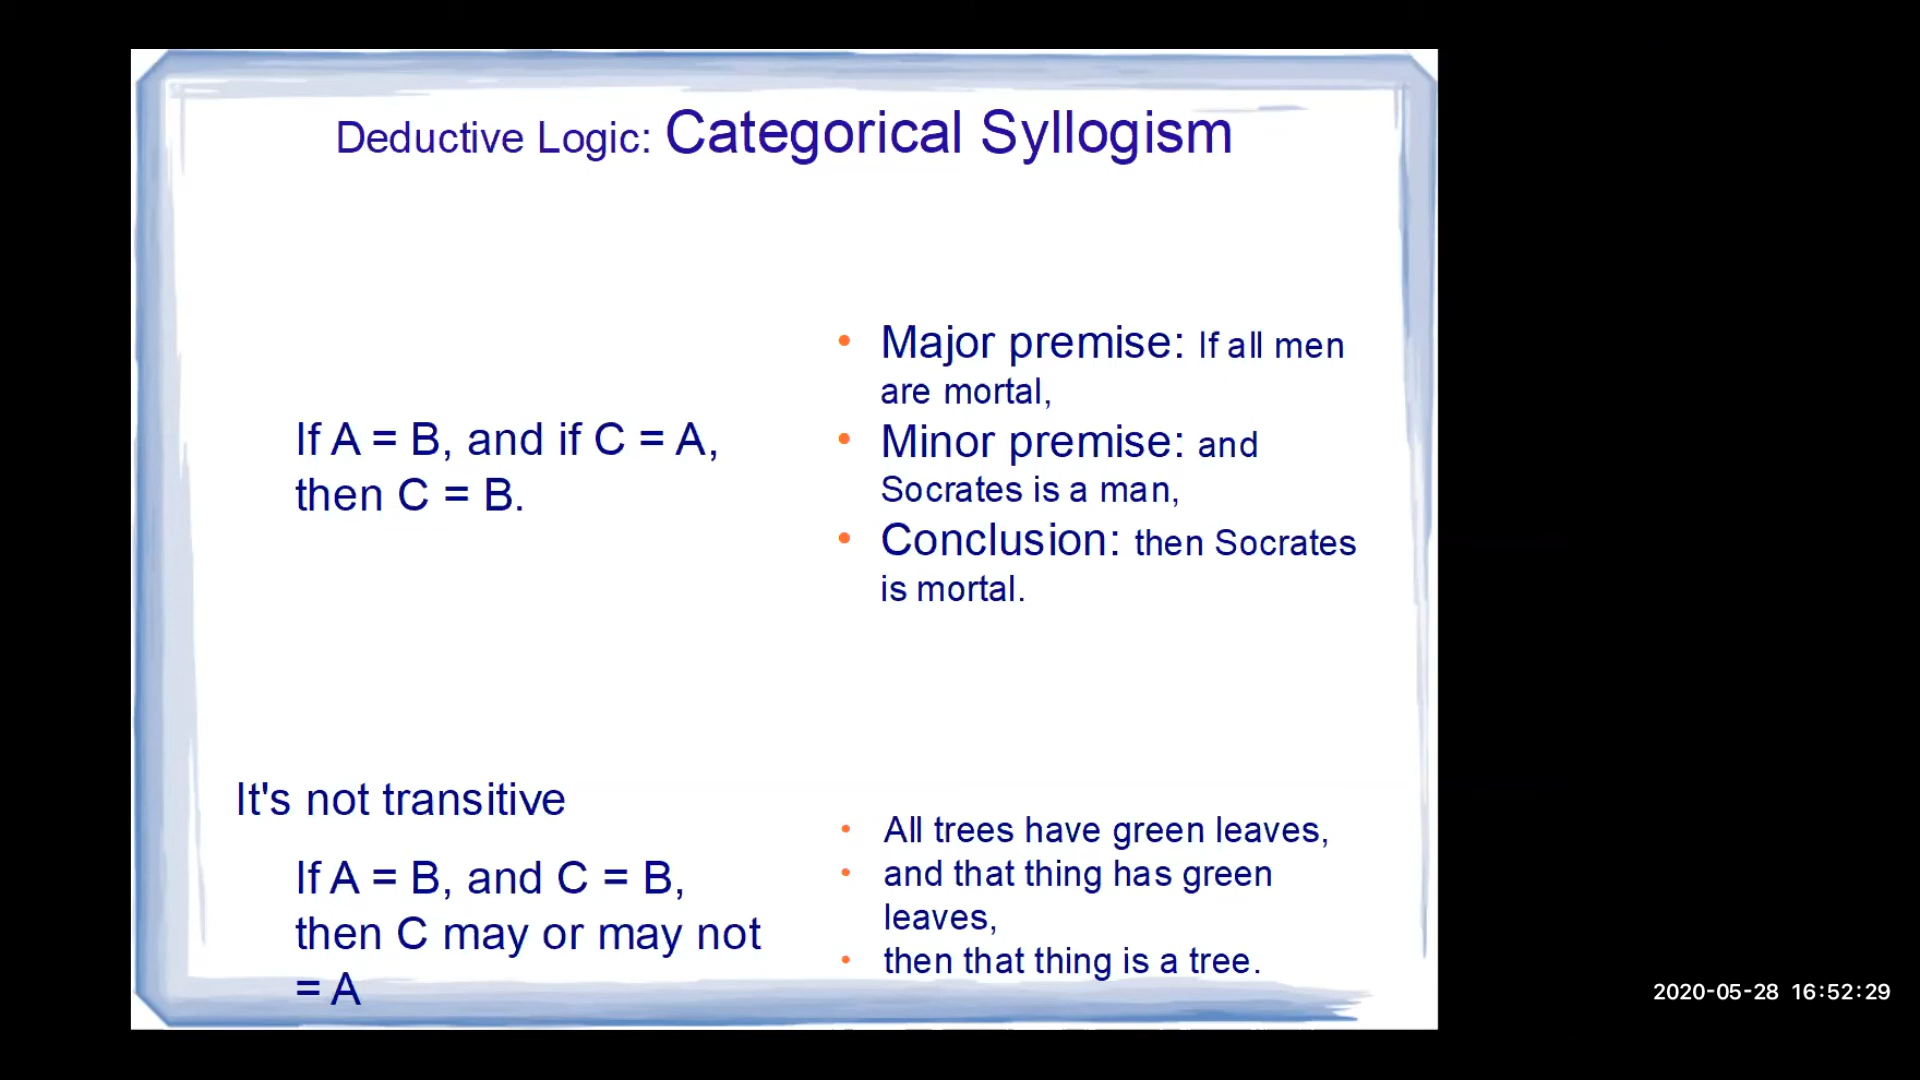 Deductive Logic: Categorical Syllogism
If A = B, and if C = A,
then C = B.
• Major premise: If all men
are mortal,
• Minor premise: and
Socrates is a man,
• Conclusion: then Socrates
is mortal.
It's not transitive
If A = B, and C = B,
then C may or may not
= A
• All trees have green leaves,
• and that thing has green
leaves,
• then that thing is a tree.
2020-05-28 16:52:29